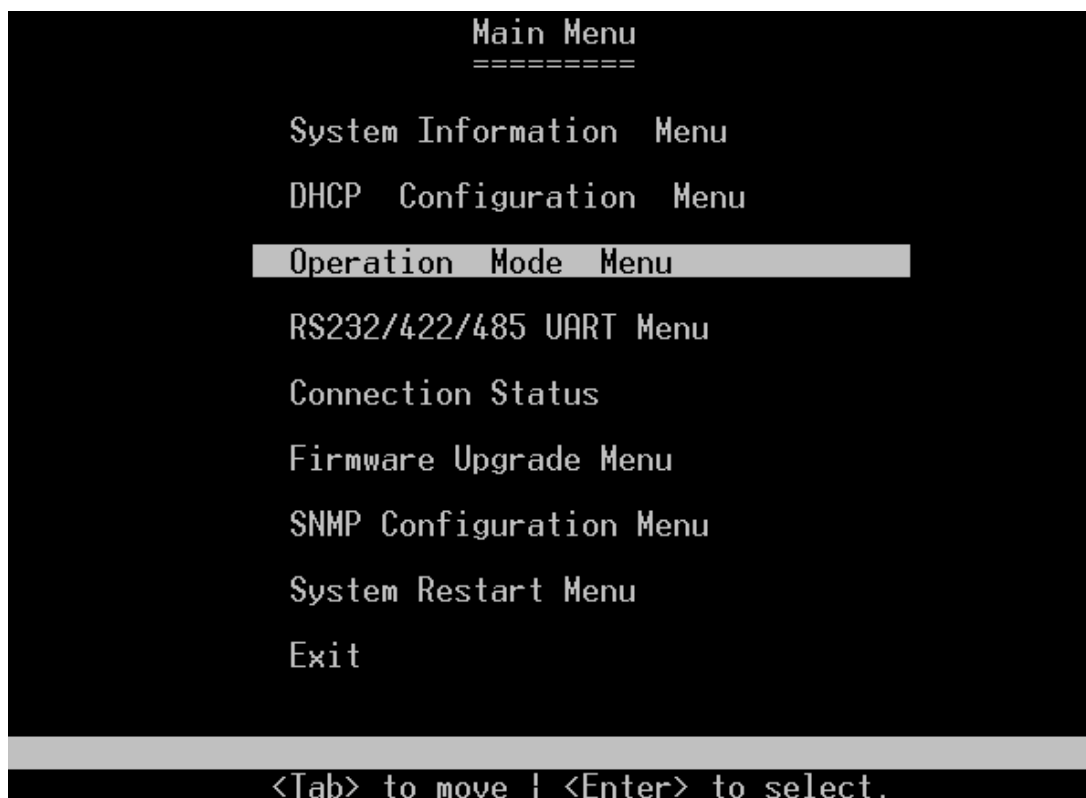 Main Menu
=========
System Information  Menu
DHCP  Configuration  Menu
Operation  Mode  Menu
RS232/422/485 UART Menu
Connection Status
Firmware Upgrade Menu
SNMP Configuration Menu
System Restart Menu
Exit
<Tab> to move | <Enter> to select.